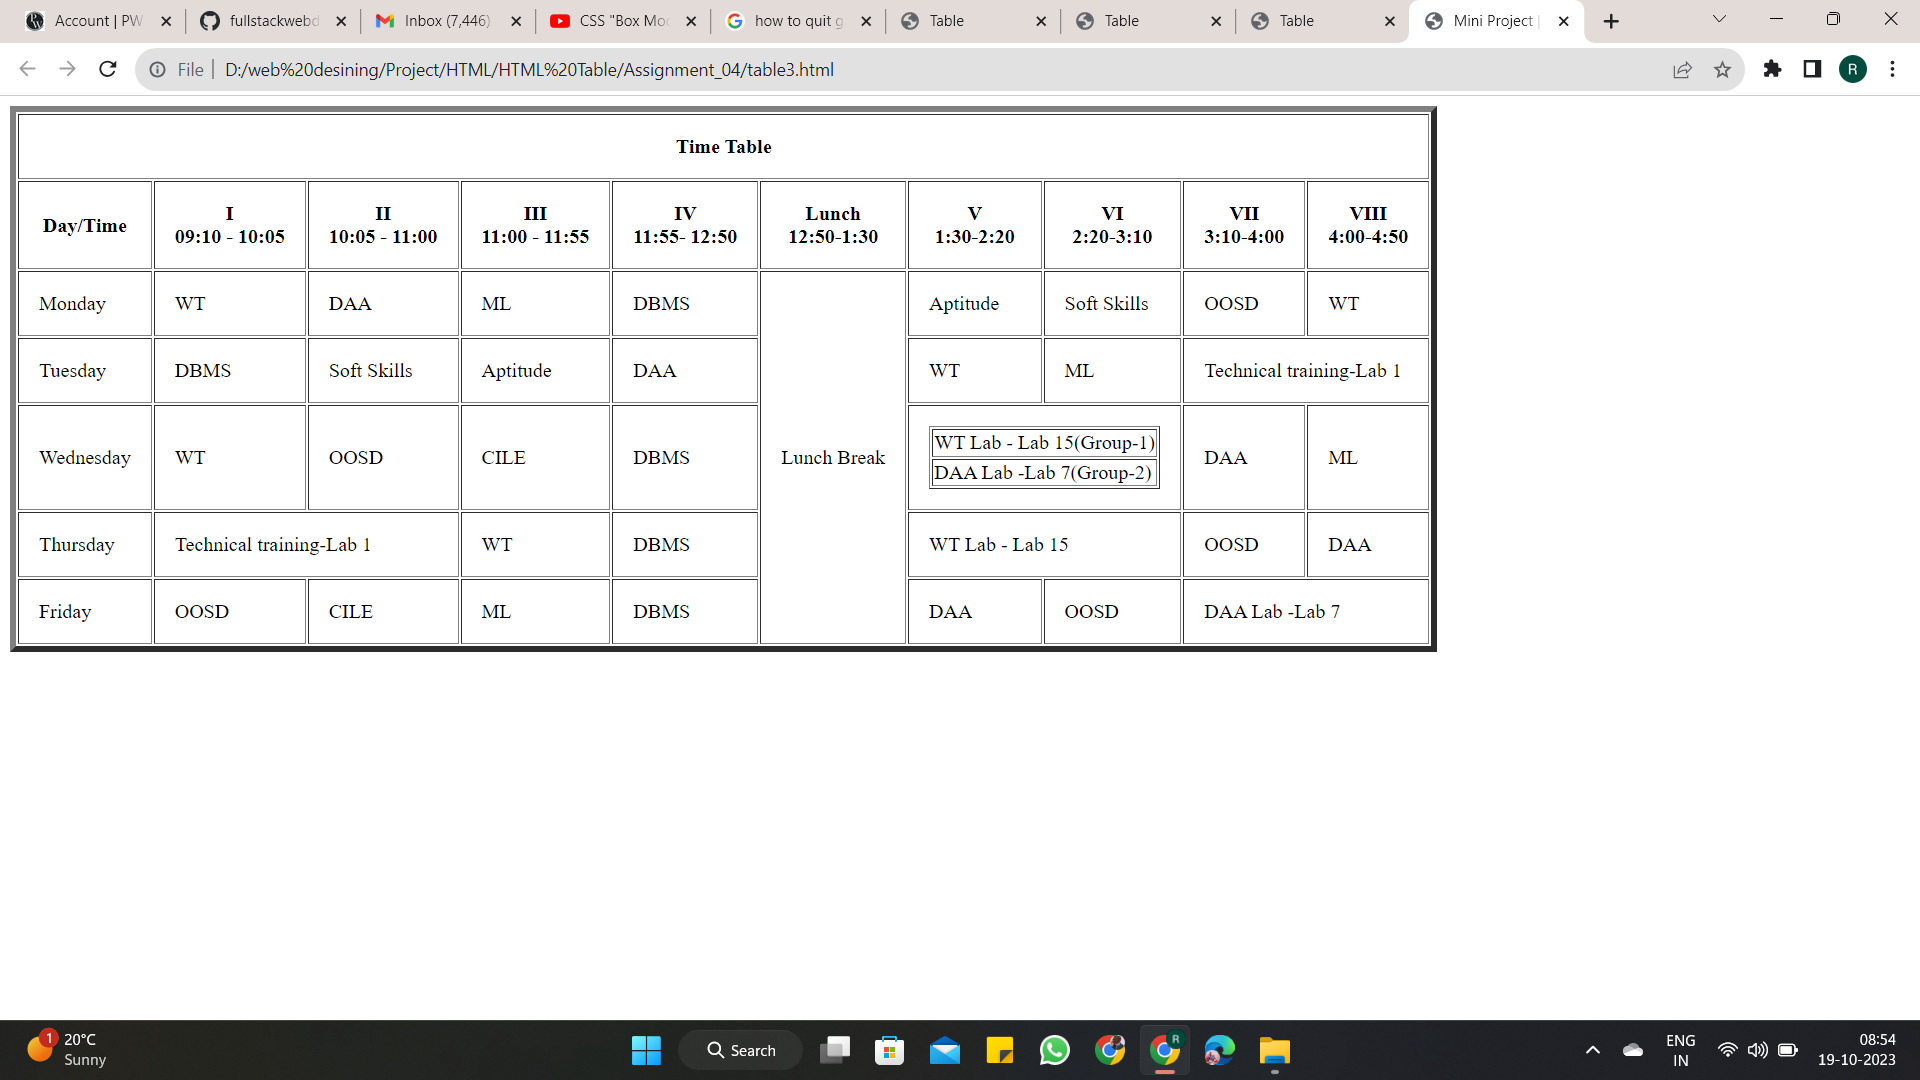 Account | PW
fullstackwebd
Inbox (7,446)
CSS "Box Mod
how to quit g
Table
Table
Table
Mini Project |
File | D:/web%20desining/Project/HTML/HTML%20Table/Assignment_04/table3.html
R
Time Table
Day/Time
I
09:10 - 10:05
II
10:05 - 11:00
III
11:00 - 11:55
IV
11:55- 12:50
Lunch
12:50-1:30
V
1:30-2:20
VI
2:20-3:10
VII
3:10-4:00
VIII
4:00-4:50
Monday WT DAA ML DBMS Aptitude Soft Skills OOSD WT
Tuesday DBMS Soft Skills Aptitude DAA WT ML Technical training-Lab 1
Wednesday WT OOSD CILE DBMS
Lunch Break
WT Lab - Lab 15(Group-1)
DAA Lab -Lab 7(Group-2)
DAA ML
Thursday Technical training-Lab 1 WT DBMS WT Lab - Lab 15 OOSD DAA
Friday OOSD CILE ML DBMS DAA OOSD DAA Lab -Lab 7
1
20°C
Sunny
Search
R
ENG
IN
08:54
19-10-2023